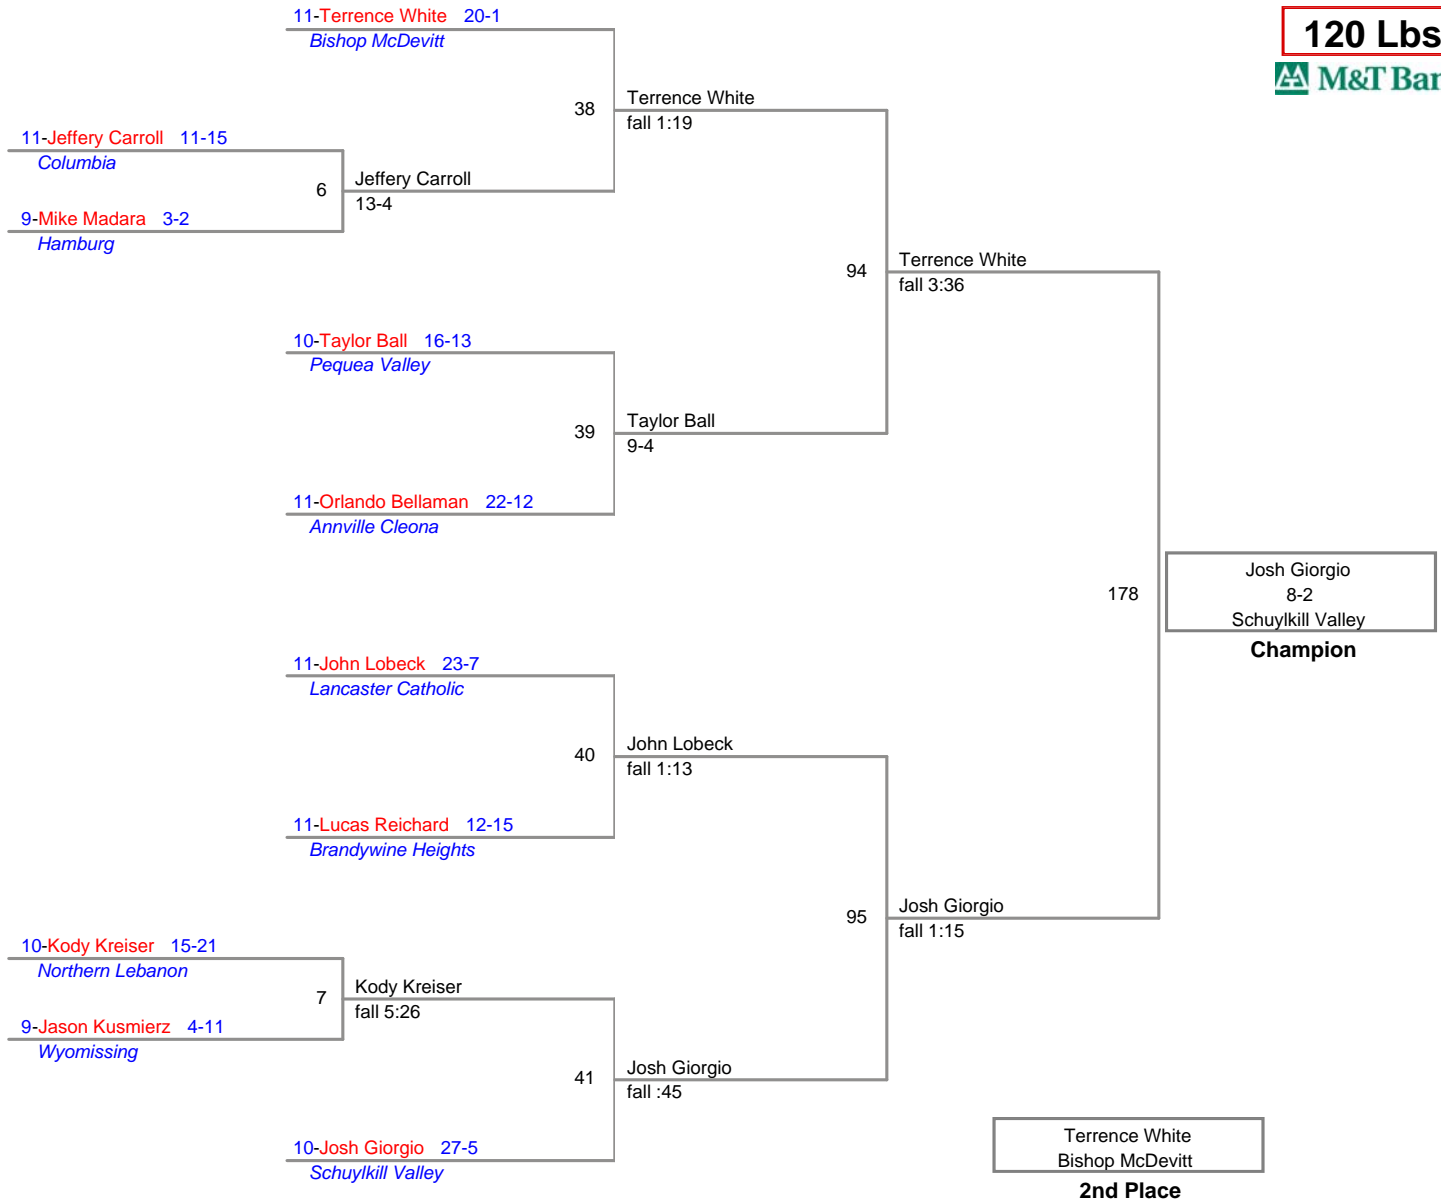 11-Terrence White 20-1
Bishop McDevitt
120 Lbs
M&T Ban
38
Terrence White
fall 1:19
11-Jeffery Carroll 11-15
Columbia
6
Jeffery Carroll
13-4
9-Mike Madara 3-2
Hamburg
94
Terrence White
fall 3:36
10-Taylor Ball 16-13
Pequea Valley
39
Taylor Ball
9-4
11-Orlando Bellaman 22-12
Annville Cleona
178
Josh Giorgio
8-2
Schuylkill Valley
Champion
11-John Lobeck 23-7
Lancaster Catholic
40
John Lobeck
fall 1:13
11-Lucas Reichard 12-15
Brandywine Heights
95
Josh Giorgio
fall 1:15
10-Kody Kreiser 15-21
Northern Lebanon
7
Kody Kreiser
fall 5:26
9-Jason Kusmierz 4-11
Wyomissing
41
Josh Giorgio
fall :45
10-Josh Giorgio 27-5
Schuylkill Valley
Terrence White
Bishop McDevitt
2nd Place